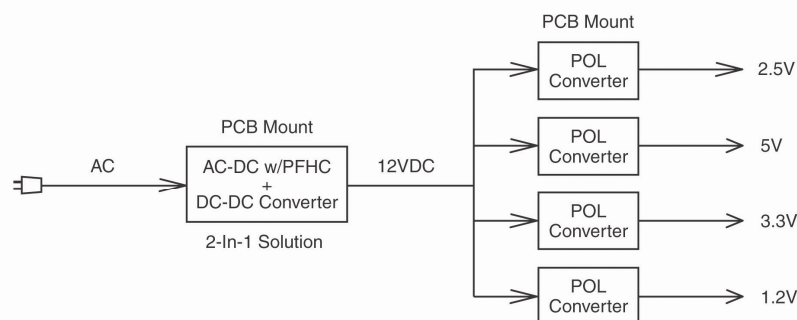 PCB Mount
POL
Converter
2.5V
PCB Mount
AC
AC-DC w/PFHC
+
DC-DC Converter
2-In-1 Solution
12VDC
POL
Converter
5V
POL
Converter
3.3V
POL
Converter
1.2V